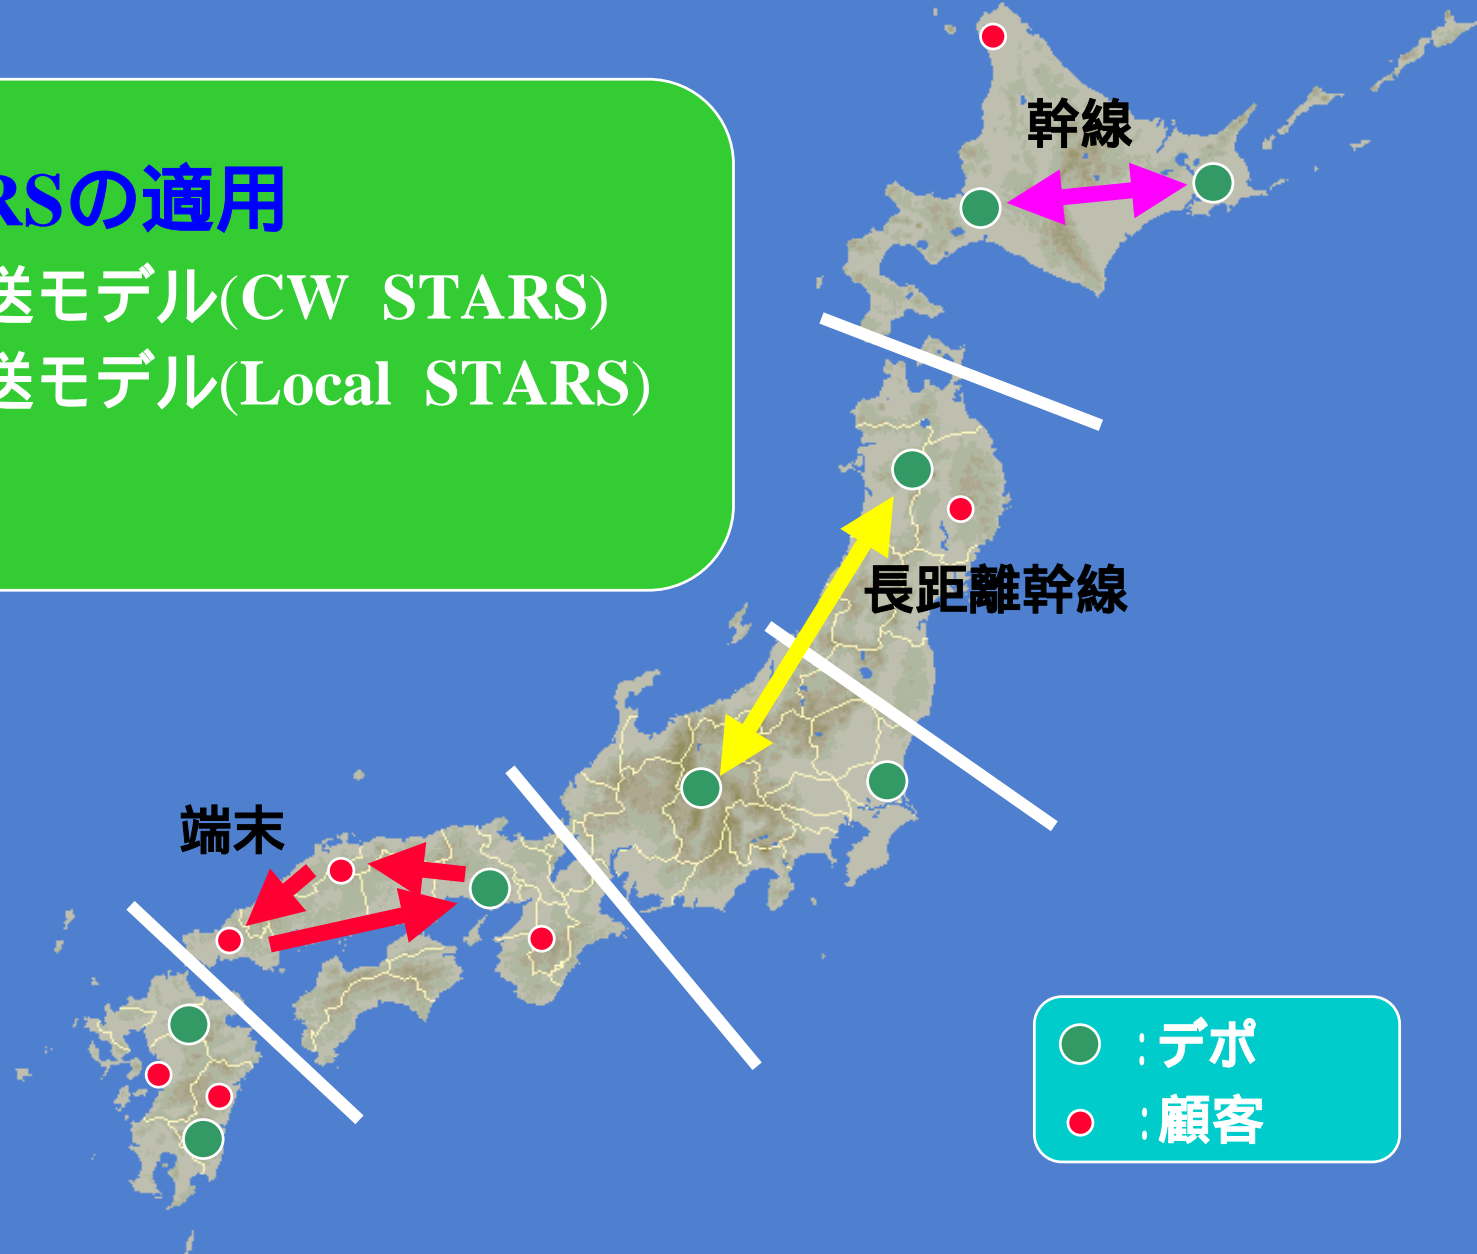 RSの適用
送モデル(CW STARS)
送モデル(Local STARS)
幹線
長距離幹線
端末
:デポ
:顧客